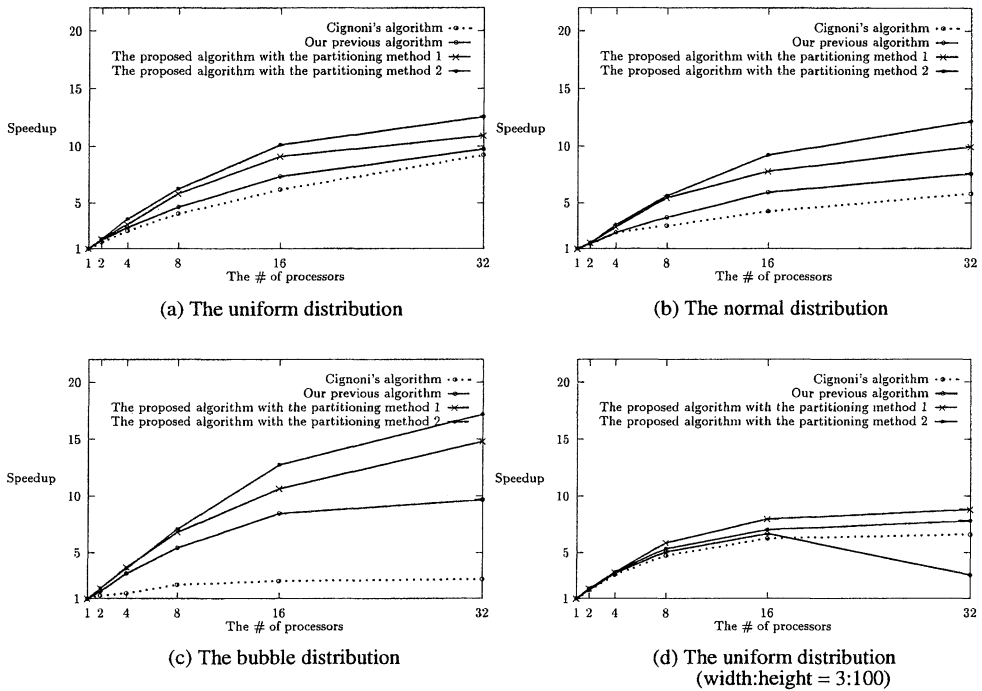 20
Cignoni's algorithm
Our previous algorithm
The proposed algorithm with the partitioning method 1
The proposed algorithm with the partitioning method 2
15
Speedup
10
5
1
1 2 4 8 16 32
The # of processors
(a) The uniform distribution
20
Cignoni's algorithm
Our previous algorithm
The proposed algorithm with the partitioning method 1
The proposed algorithm with the partitioning method 2
15
Speedup
10
5
1
1 2 4 8 16 32
The # of processors
(b) The normal distribution
20
Cignoni's algorithm
Our previous algorithm
The proposed algorithm with the partitioning method 1
The proposed algorithm with the partitioning method 2
15
Speedup
10
5
1
1 2 4 8 16 32
The # of processors
(c) The bubble distribution
20
Cignoni's algorithm
Our previous algorithm
The proposed algorithm with the partitioning method 1
The proposed algorithm with the partitioning method 2
15
Speedup
10
5
1
1 2 4 8 16 32
The # of processors
(d) The uniform distribution
(width:height = 3:100)